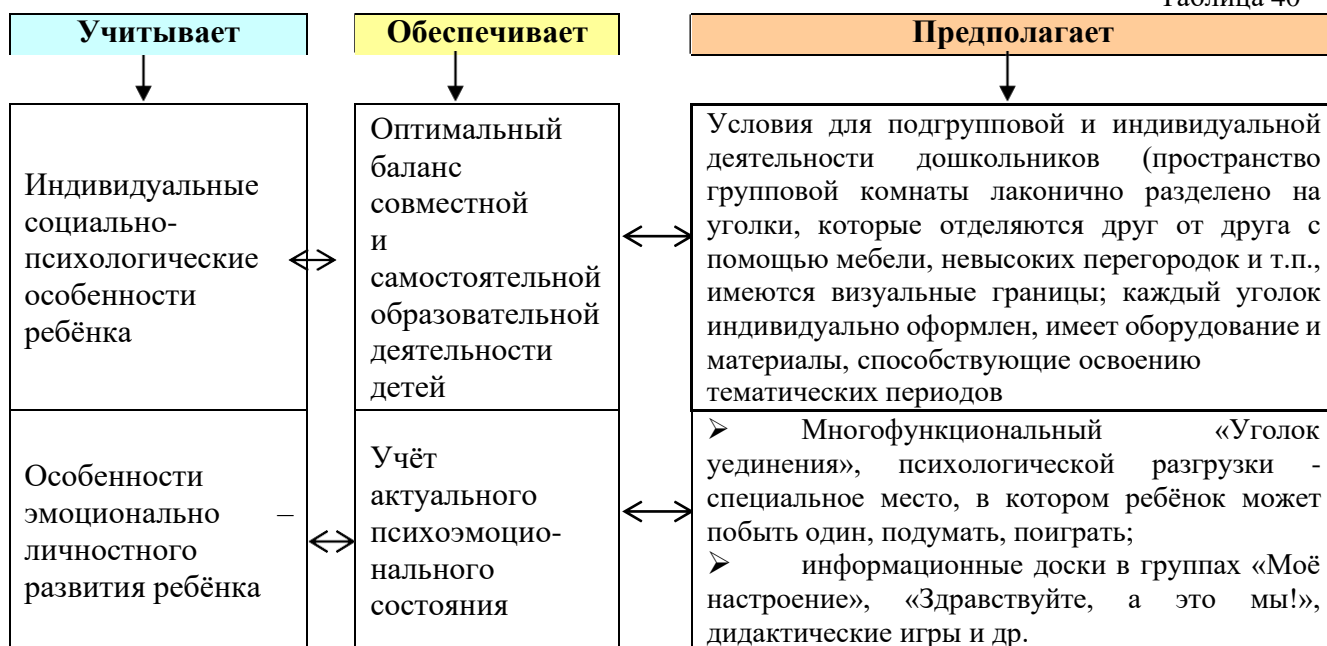 Таблица 40
Учитывает
Обеспечивает
Предполагает
Индивидуальные
социально-
психологические
особенности
ребёнка
Оптимальный
баланс
совместной
и
самостоятельной
образовательной
деятельности
детей
Условия для подгрупповой и индивидуальной
деятельности дошкольников (пространство
групповой комнаты лаконично разделено на
уголки, которые отделяются друг от друга с
помощью мебели, невысоких перегородок и т.п.,
имеются визуальные границы; каждый уголок
индивидуально оформлен, имеет оборудование и
материалы, способствующие освоению
тематических периодов
Особенности
эмоционально –
личностного
развития ребёнка
Учёт
актуального
психоэмоцио-
нального
состояния
➢ Многофункциональный «Уголок
уединения», психологической разгрузки -
специальное место, в котором ребёнок может
побыть один, подумать, поиграть;
➢ информационные доски в группах «Моё
настроение», «Здравствуйте, а это мы!»,
дидактические игры и др.